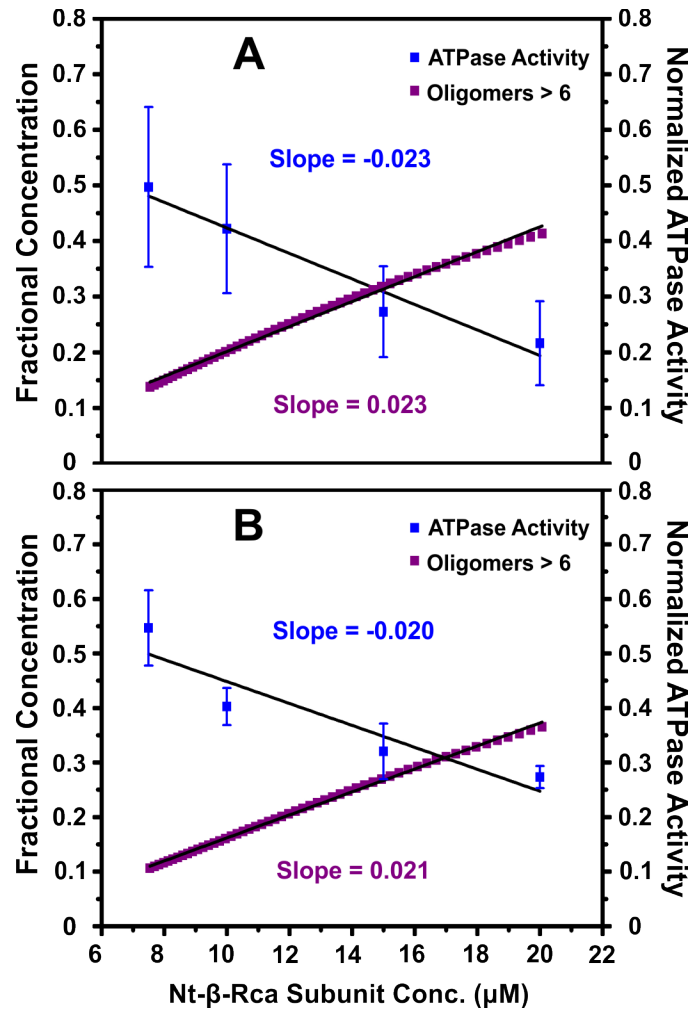 A
ATPase Activity
Oligomers > 6
Slope = -0.023
Slope = 0.023
Fractional Concentration
Normalized ATPase Activity
0.8
0.7
0.6
0.5
0.4
0.3
0.2
0.1
0
0.8
0.7
0.6
0.5
0.4
0.3
0.2
0.1
0
B
ATPase Activity
Oligomers > 6
Slope = -0.020
Slope = 0.021
Fractional Concentration
Normalized ATPase Activity
0.8
0.7
0.6
0.5
0.4
0.3
0.2
0.1
0
0.8
0.7
0.6
0.5
0.4
0.3
0.2
0.1
0
6 8 10 12 14 16 18 20 22
Nt-β-Rca Subunit Conc. (µM)